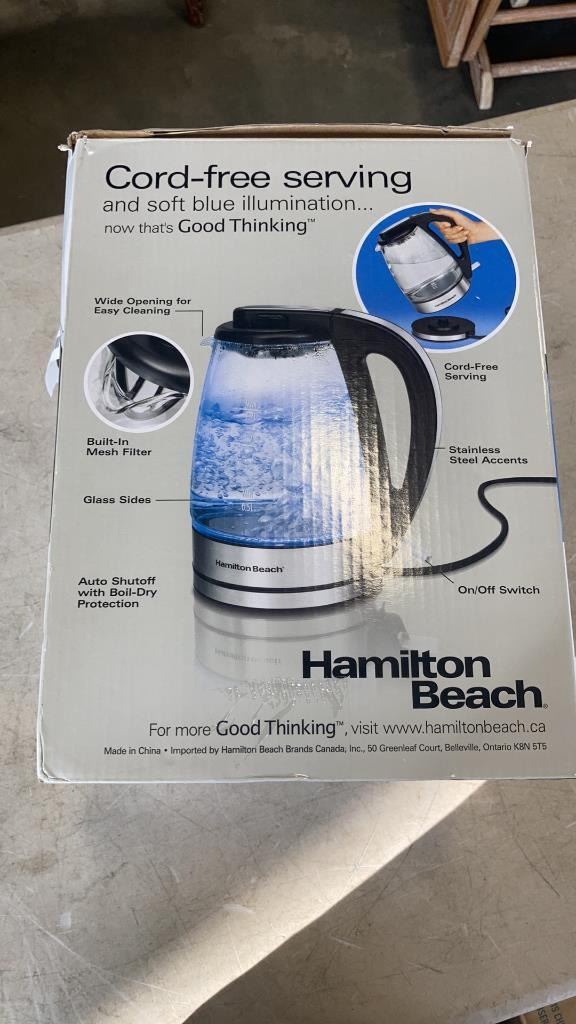 Cord-free serving
and soft blue illumination...
now that's Good Thinking™
Wide Opening for
Easy Cleaning
Cord-Free
Serving
Built-In
Mesh Filter
Stainless
Steel Accents
Glass Sides
0.5L
Hamilton Beach®
Auto Shutoff
with Boil-Dry
Protection
On/Off Switch
Hamilton
Beach®
For more Good Thinking™, visit www.hamiltonbeach.ca
Made in China • Imported by Hamilton Beach Brands Canada, Inc., 50 Greenleaf Court, Belleville, Ontario K8N 5T5